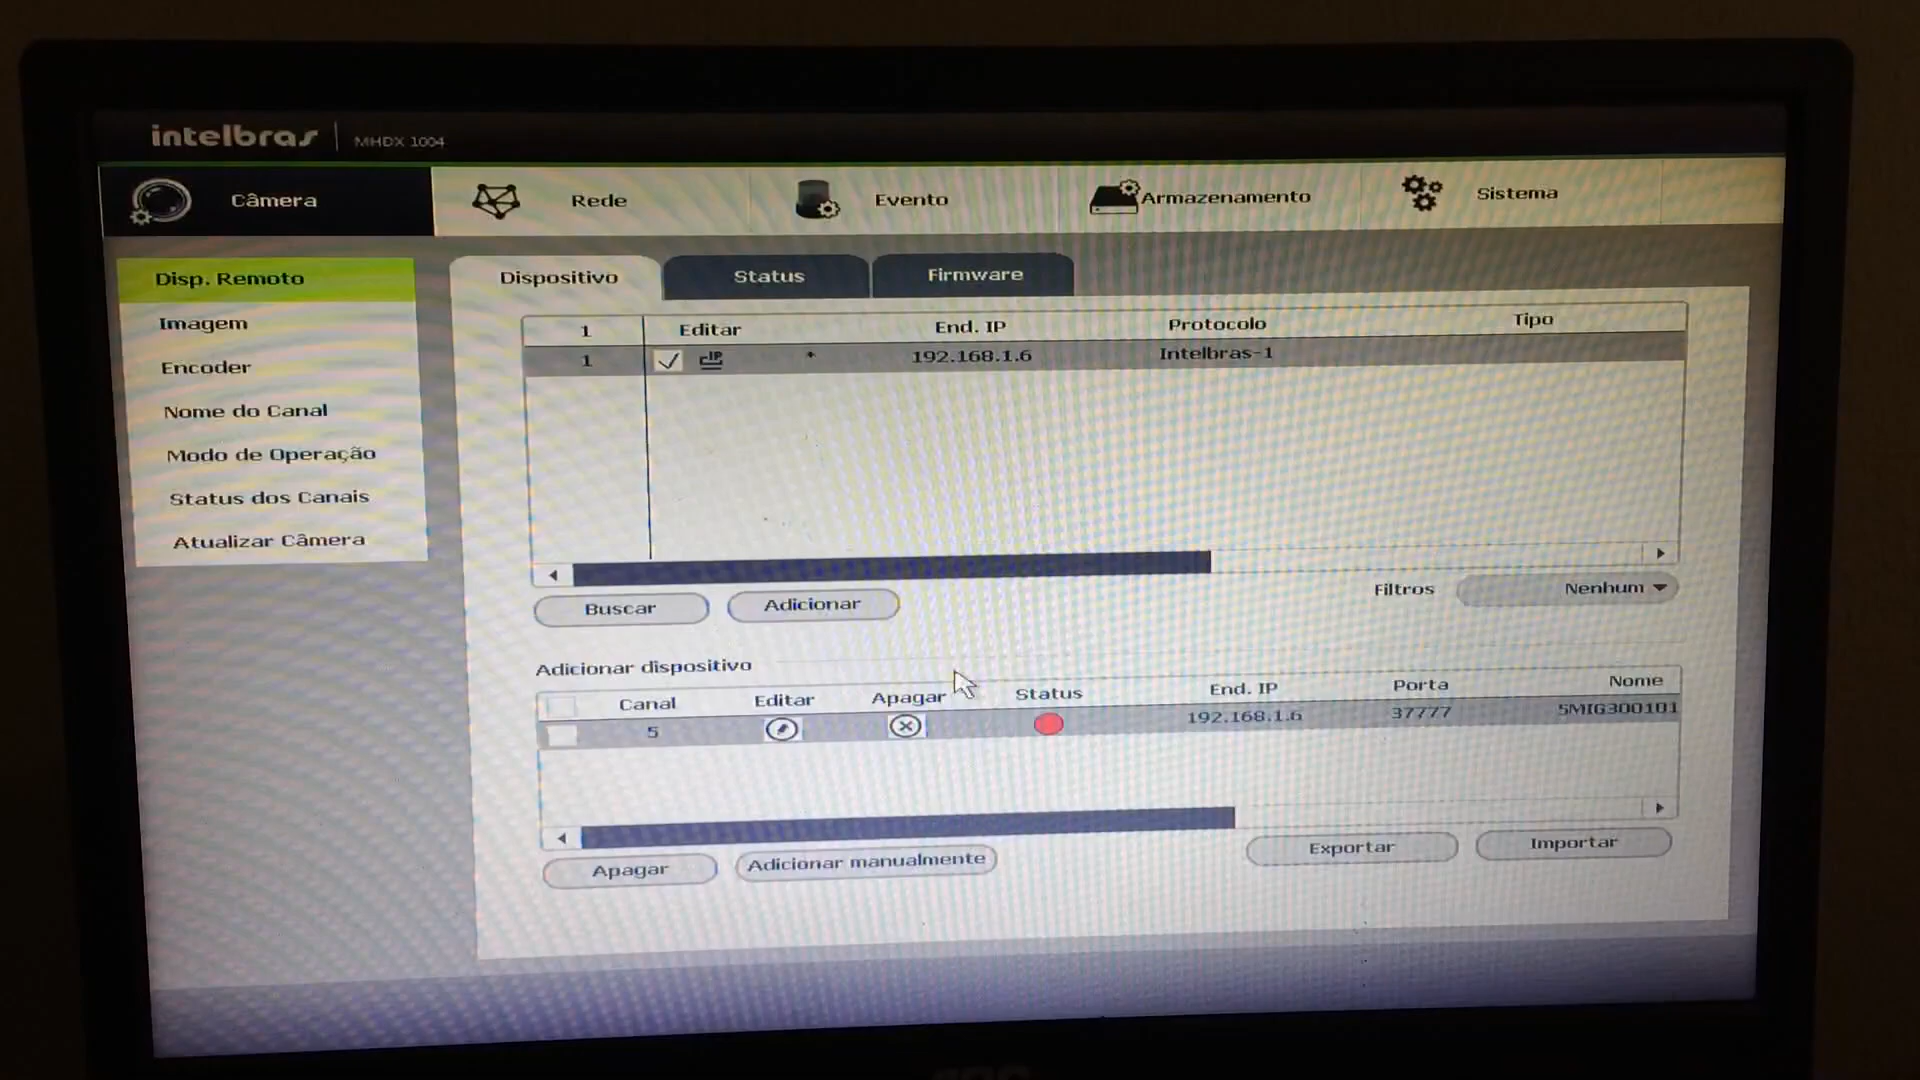 intelbras MHDX 1004
Câmera Rede Evento Armazenamento Sistema
Disp. Remoto
Imagem
Encoder
Nome do Canal
Modo de Operação
Status dos Canais
Atualizar Câmera
Dispositivo Status Firmware
1 Editar End. IP Protocolo Tipo
1 * 192.168.1.6 Intelbras-1
Buscar Adicionar Filtros Nenhum
Adicionar dispositivo
Canal Editar Apagar Status End. IP Porta Nome
5 192.168.1.6 37777 5MIG300101
Apagar Adicionar manualmente Exportar Importar